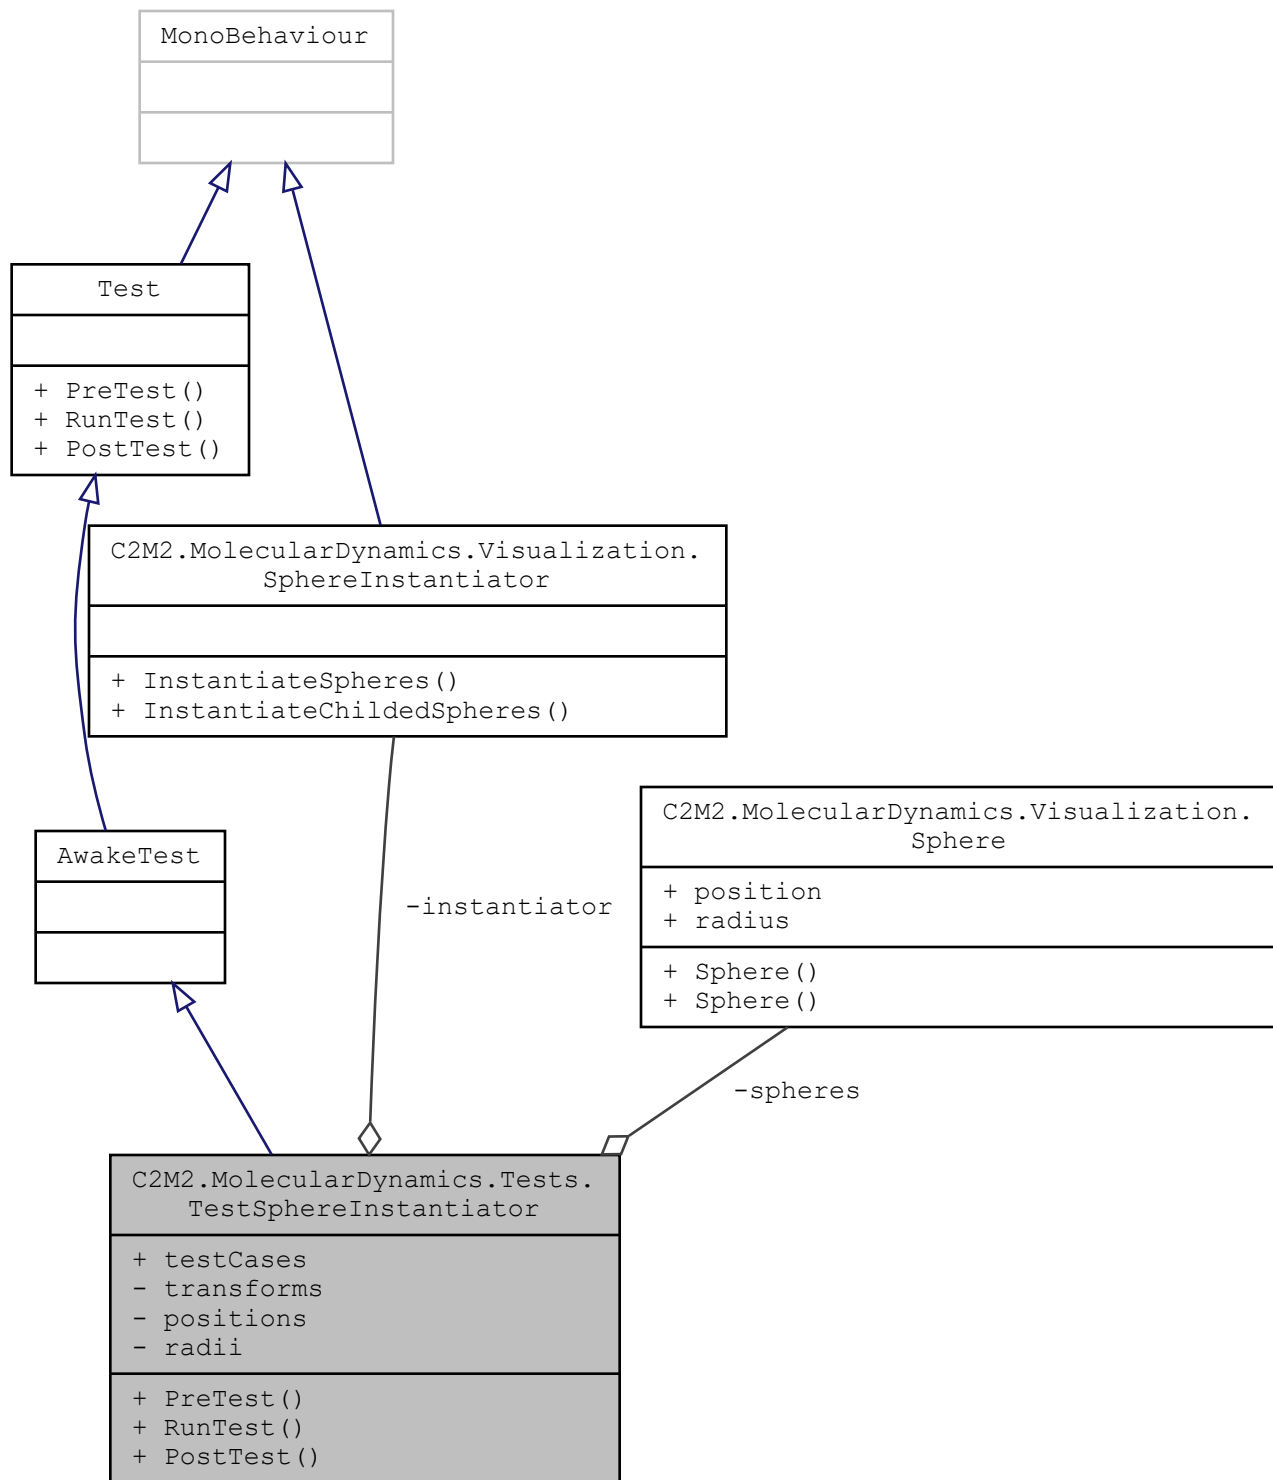 MonoBehaviour
Test
+ PreTest()
+ RunTest()
+ PostTest()
C2M2.MolecularDynamics.Visualization.
SphereInstantiator
+ InstantiateSpheres()
+ InstantiateChildedSpheres()
C2M2.MolecularDynamics.Visualization.
Sphere
+ position
+ radius
+ Sphere()
+ Sphere()
AwakeTest
-instantiator
-spheres
C2M2.MolecularDynamics.Tests.
TestSphereInstantiator
+ testCases
- transforms
- positions
- radii
+ PreTest()
+ RunTest()
+ PostTest()